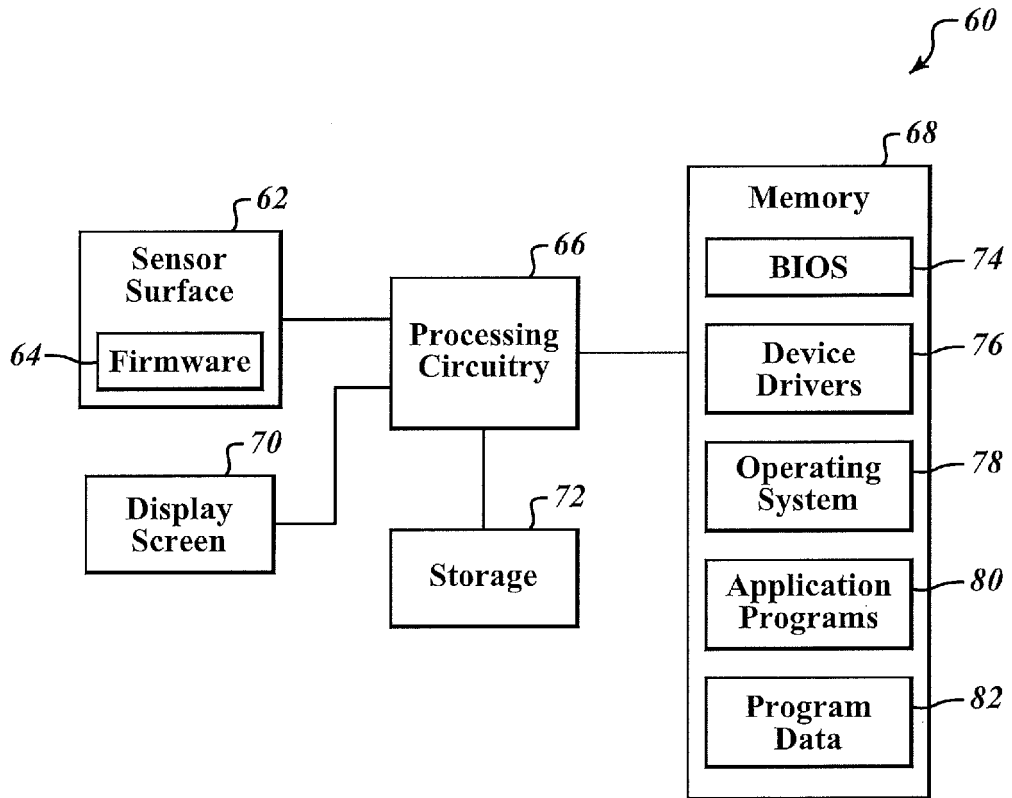 60
68
Memory
62
Sensor
Surface
64
Firmware
66
Processing
Circuitry
BIOS
74
Device
Drivers
76
70
Display
Screen
72
Storage
Operating
System
78
Application
Programs
80
Program
Data
82